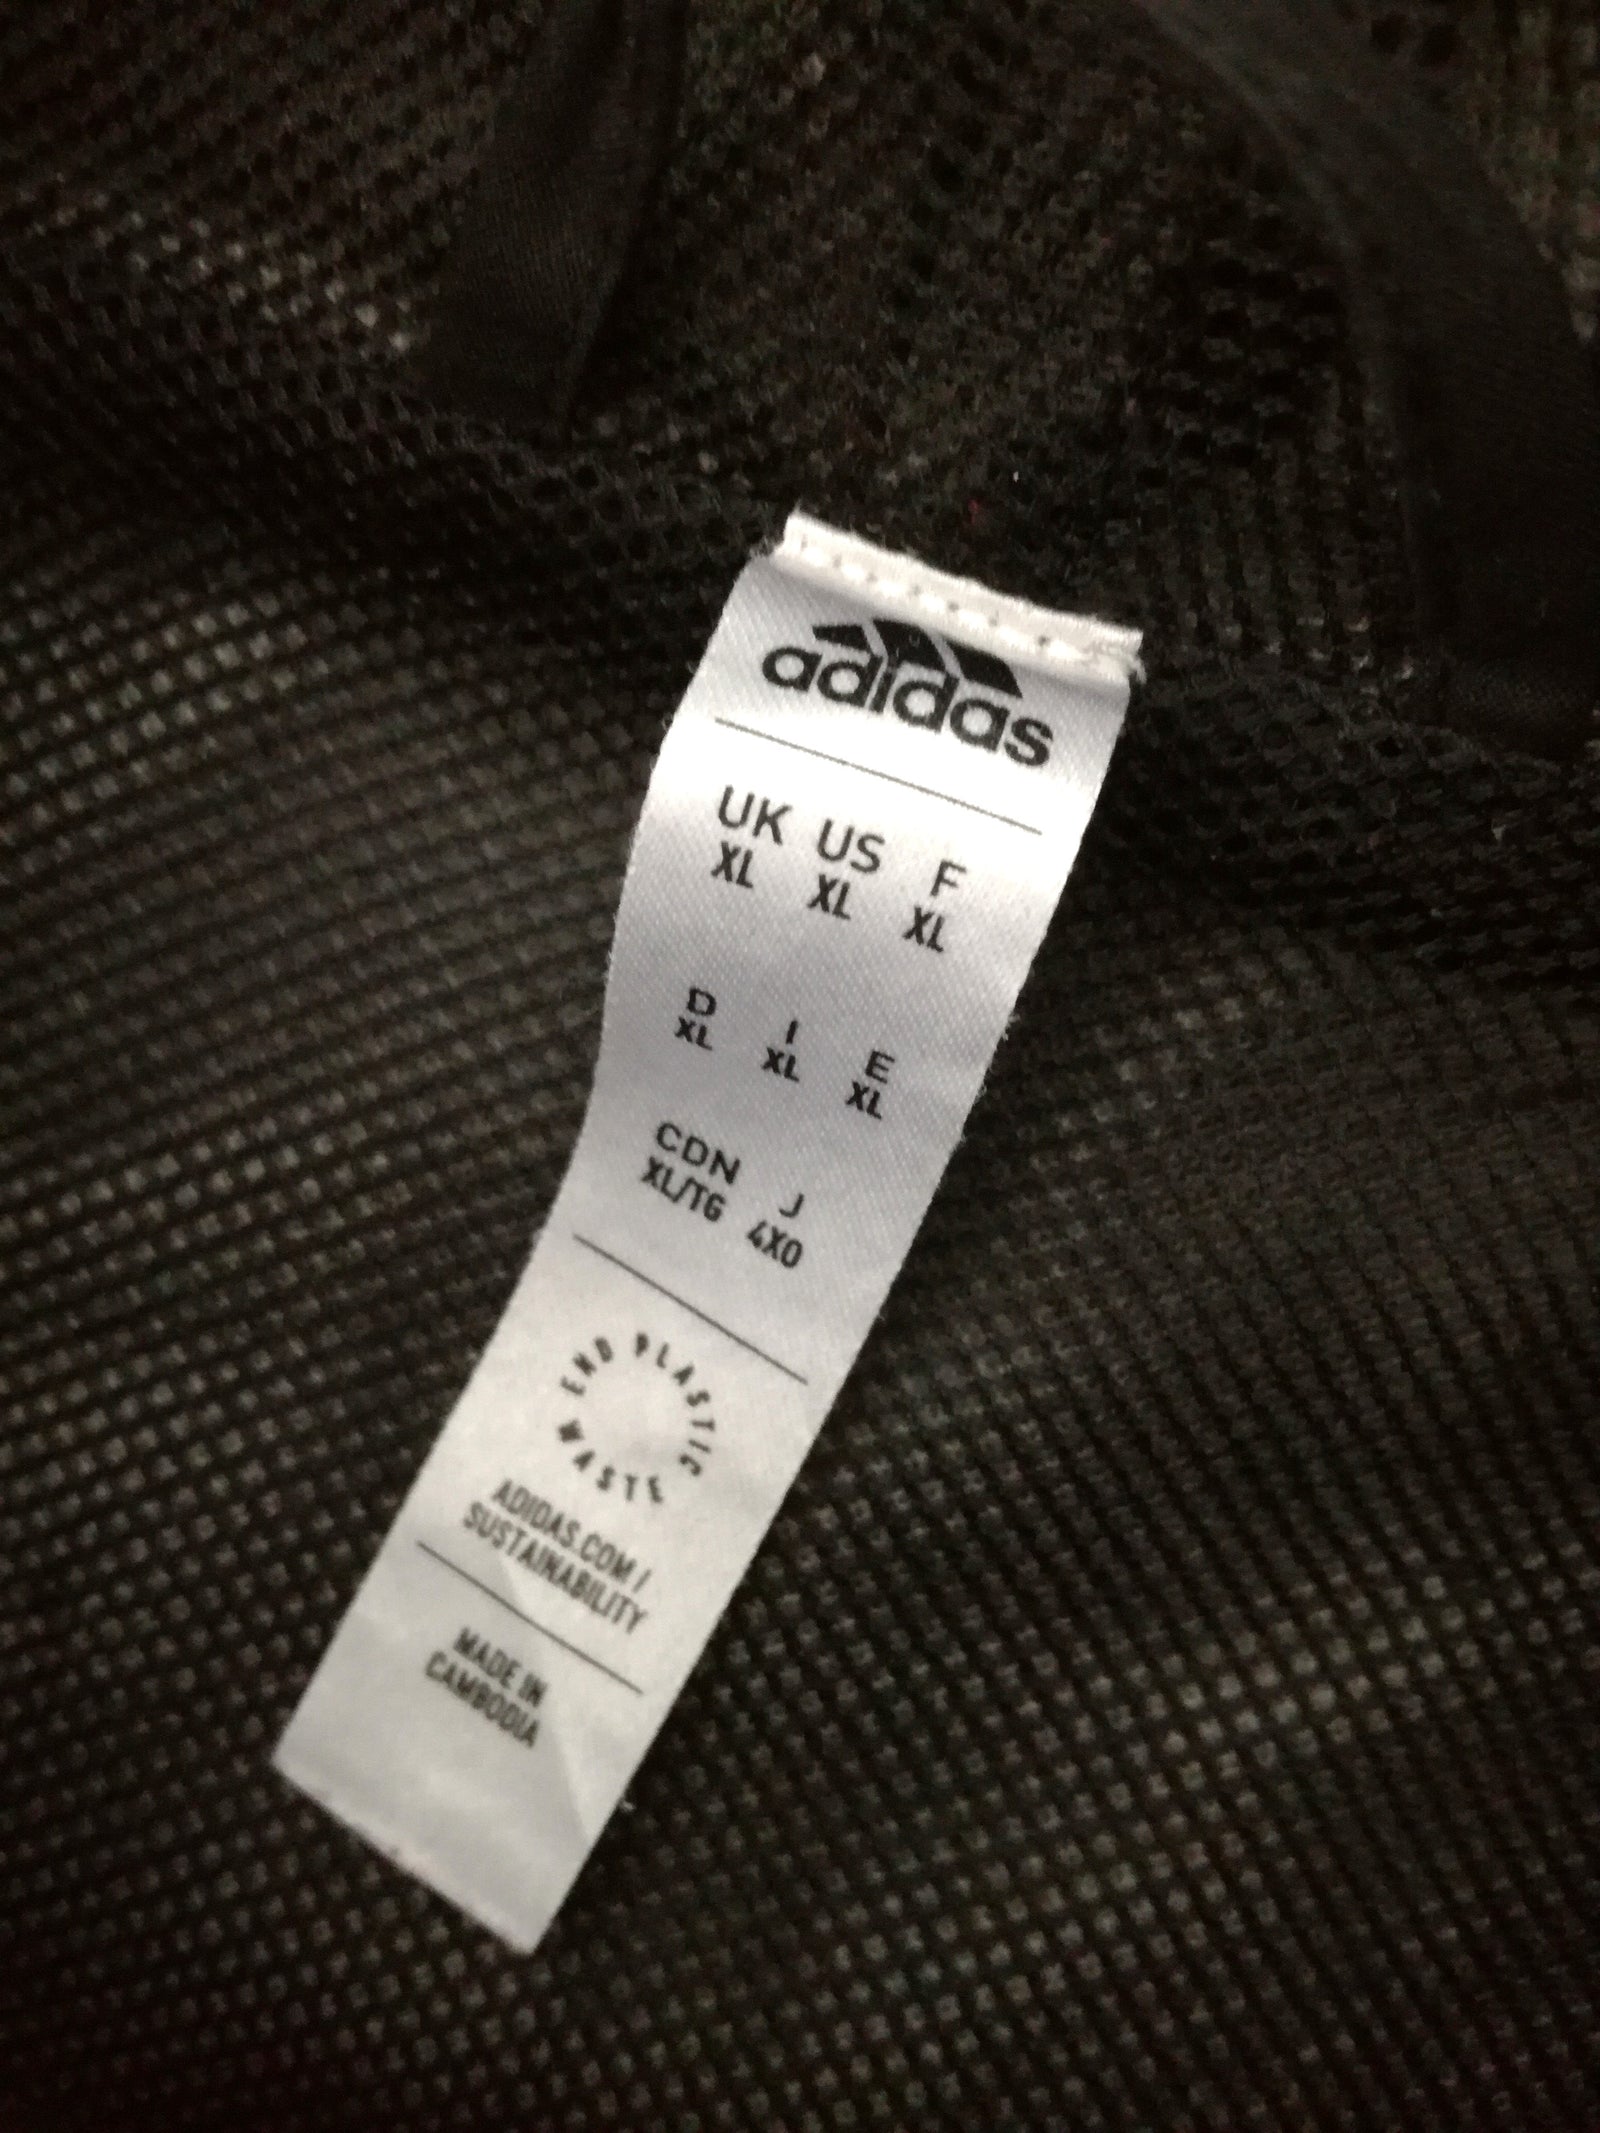 adidas
UK US F
XL XL XL
D I E
XL XL XL
CDN J
XL/TG 4XO
END PLASTIC WASTE
ADIDAS.COM /
SUSTAINABILITY
MADE IN
CAMBODIA